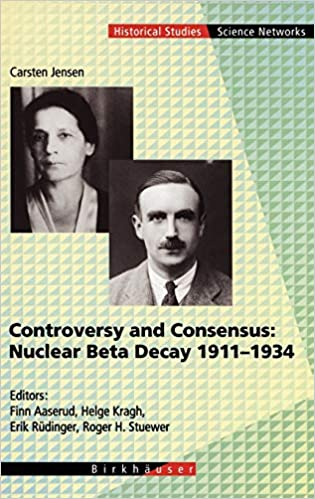 Historical Studies
Science Networks
Carsten Jensen
Controversy and Consensus:
Nuclear Beta Decay 1911–1934
Editors:
Finn Aaserud, Helge Kragh,
Erik Rüdinger, Roger H. Stuewer
Birkhäuser